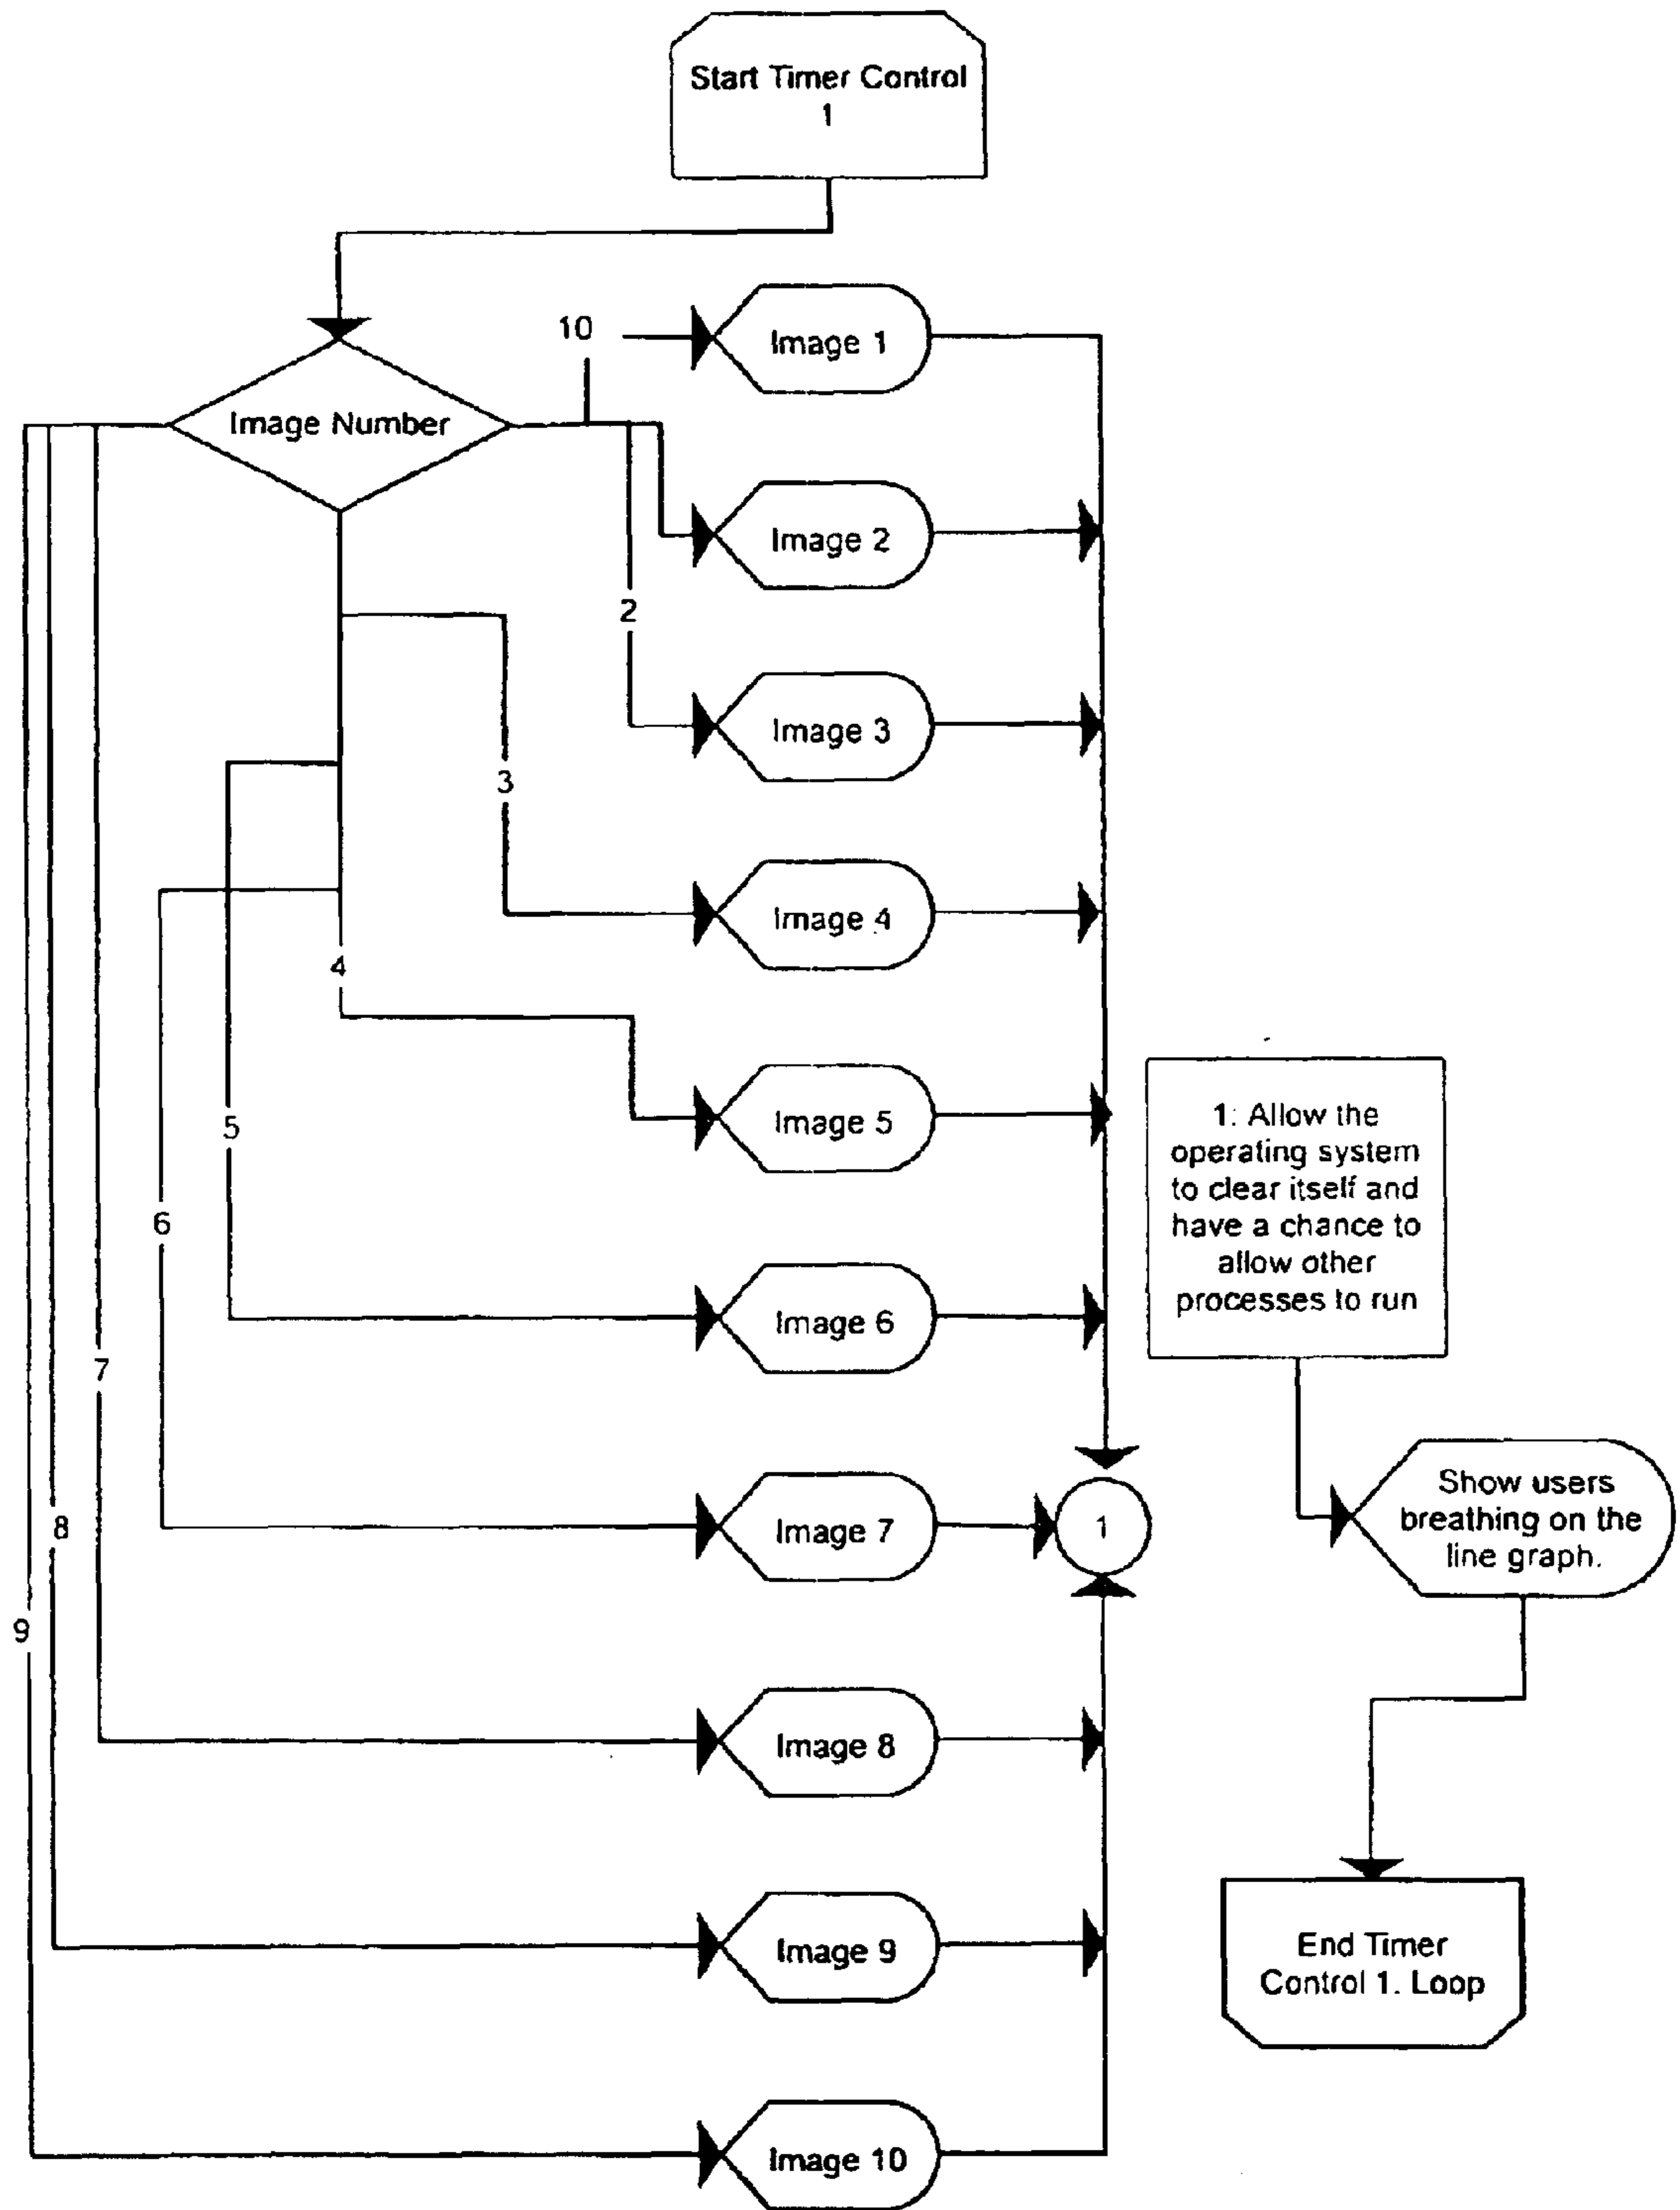 Start Timer Control
1
10
Image 1
Image Number
Image 2
2
Image 3
3
Image 4
4
Image 5
1: Allow the
operating system
to clear itself and
have a chance to
allow other
processes to run
5
6
Image 6
7
Show users
breathing on the
line graph.
8
Image 7
1
9
Image 8
Image 9
End Timer
Control 1. Loop
Image 10